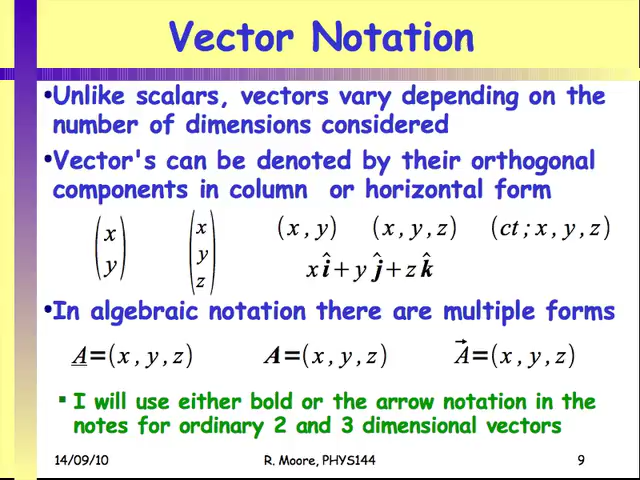 Vector Notation
•Unlike scalars, vectors vary depending on the
number of dimensions considered
•Vector's can be denoted by their orthogonal
components in column or horizontal form
(x y) (x y z) (x , y) (x , y , z) (ct ; x , y , z)
x î + y ĵ + z k̂
•In algebraic notation there are multiple forms
A̲=(x , y , z) A=(x , y , z) A⃗=(x , y , z)
▪ I will use either bold or the arrow notation in the
notes for ordinary 2 and 3 dimensional vectors
14/09/10 R. Moore, PHYS144 9